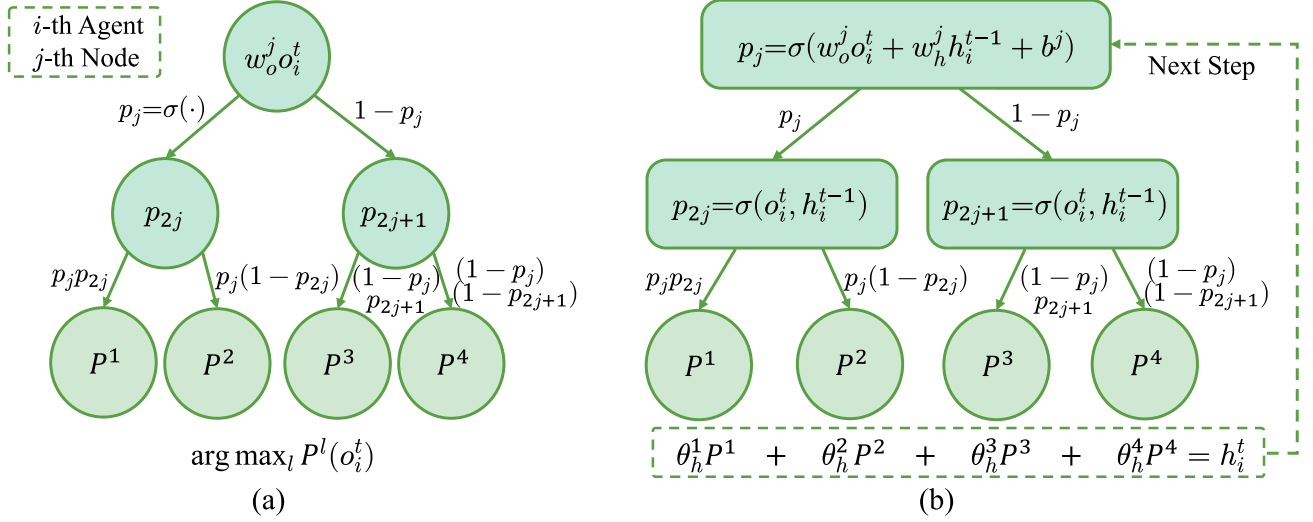 i-th Agent
j-th Node
w_o^j o_i^t
p_j=σ(·)
1 − p_j
p_{2j}
p_{2j+1}
p_j p_{2j}
p_j(1 − p_{2j})
(1 − p_j)
p_{2j+1}
(1 − p_j)
(1 − p_{2j+1})
P^1
P^2
P^3
P^4
arg max_l P^l(o_i^t)
(a)
p_j=σ(w_o^j o_i^t + w_h^j h_i^{t−1} + b^j)
Next Step
p_j
1 − p_j
p_{2j}=σ(o_i^t, h_i^{t−1})
p_{2j+1}=σ(o_i^t, h_i^{t−1})
p_j p_{2j}
p_j(1 − p_{2j})
(1 − p_j)
p_{2j+1}
(1 − p_j)
(1 − p_{2j+1})
P^1
P^2
P^3
P^4
θ_h^1 P^1 + θ_h^2 P^2 + θ_h^3 P^3 + θ_h^4 P^4 = h_i^t
(b)